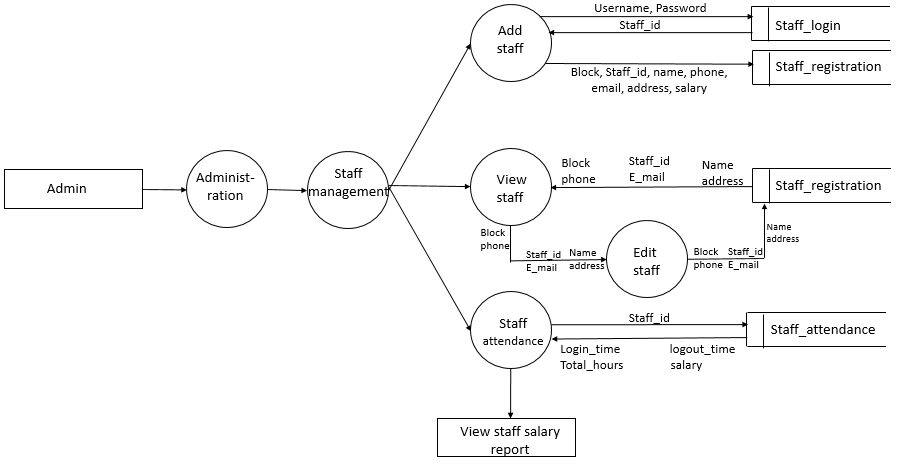 Username, Password
Staff_id
Add
staff
Staff_login
Staff_registration
Block, Staff_id, name, phone,
email, address, salary
Admin
Administ-
ration
Staff
management
View
staff
Block
phone
Staff_id
E_mail
Name
address
Staff_registration
Block
phone
Staff_id
E_mail
Name
address
Edit
staff
Block
phone
Staff_id
E_mail
Name
address
Staff
attendance
Staff_id
Staff_attendance
Login_time
Total_hours
logout_time
salary
View staff salary
report